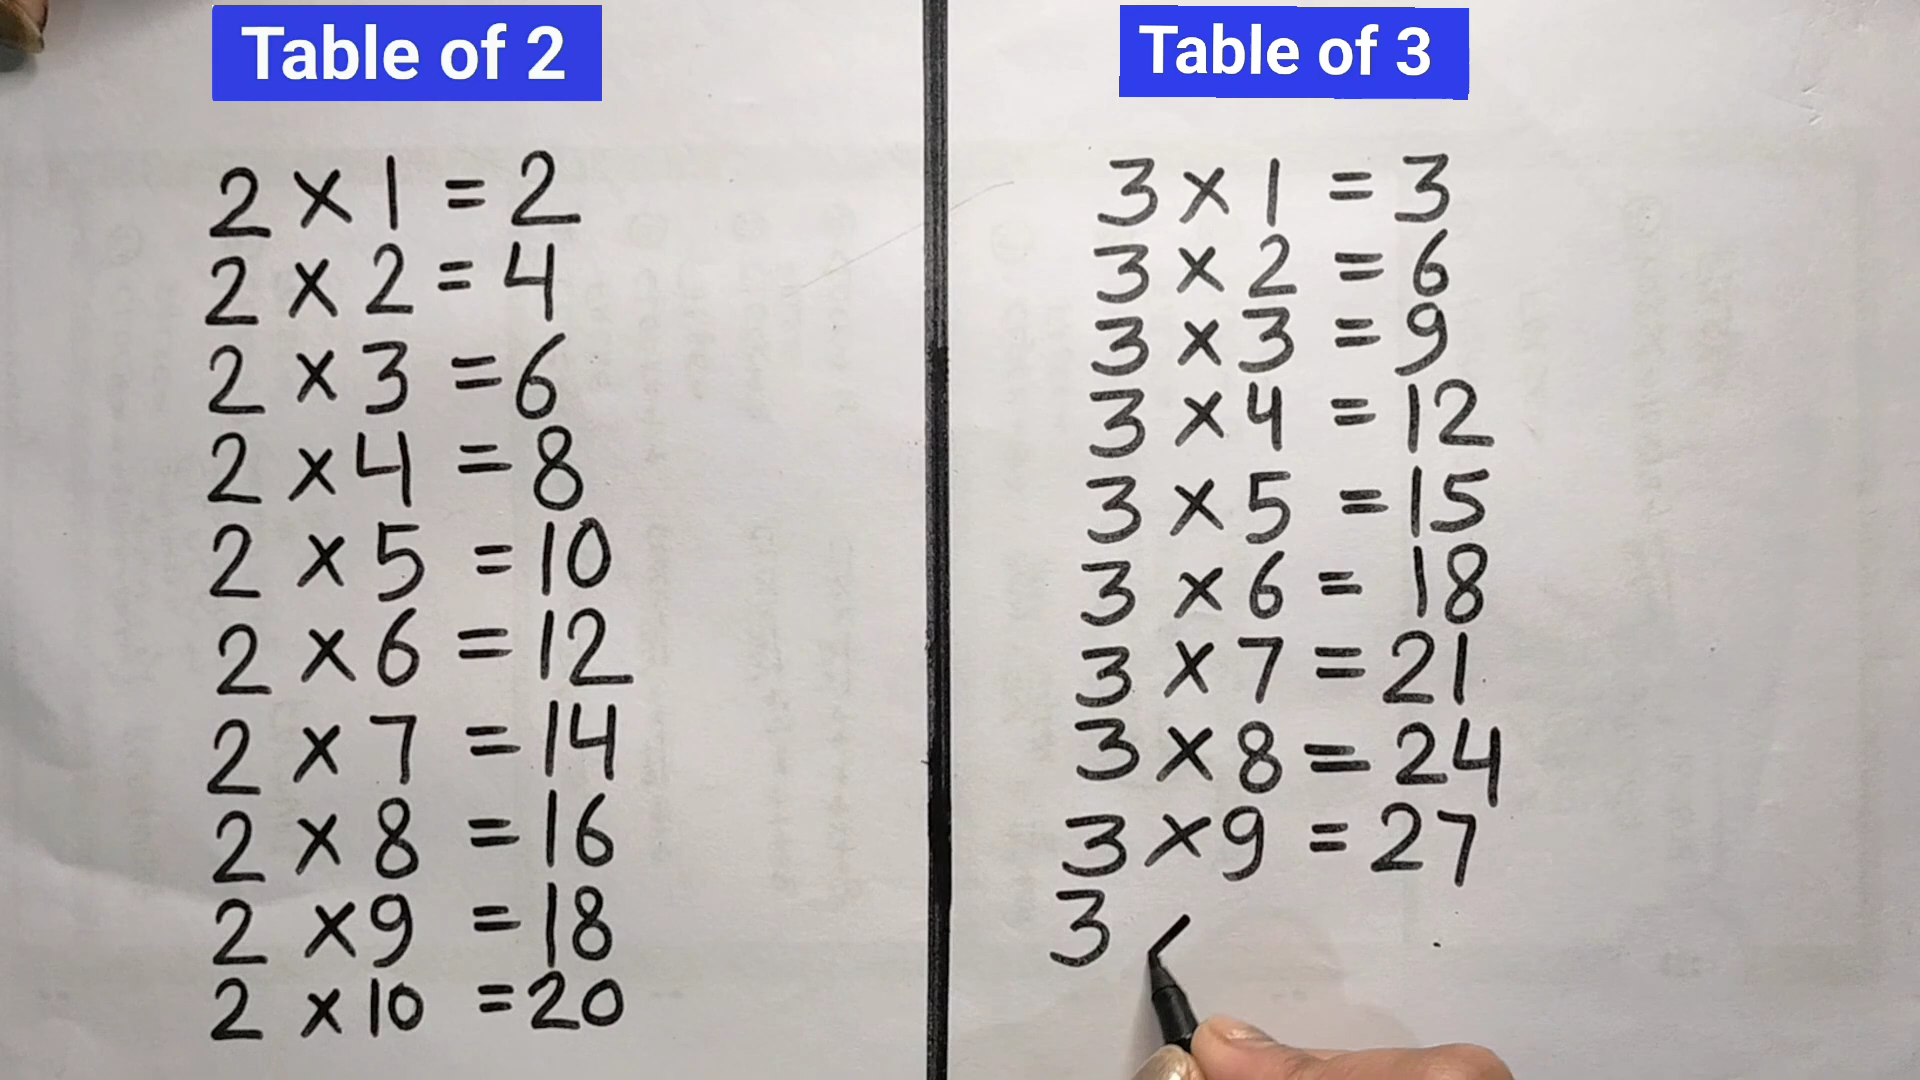 Table of 2
2 × 1 = 2
2 × 2 = 4
2 × 3 = 6
2 × 4 = 8
2 × 5 = 10
2 × 6 = 12
2 × 7 = 14
2 × 8 = 16
2 × 9 = 18
2 × 10 = 20
Table of 3
3 × 1 = 3
3 × 2 = 6
3 × 3 = 9
3 × 4 = 12
3 × 5 = 15
3 × 6 = 18
3 × 7 = 21
3 × 8 = 24
3 × 9 = 27
3